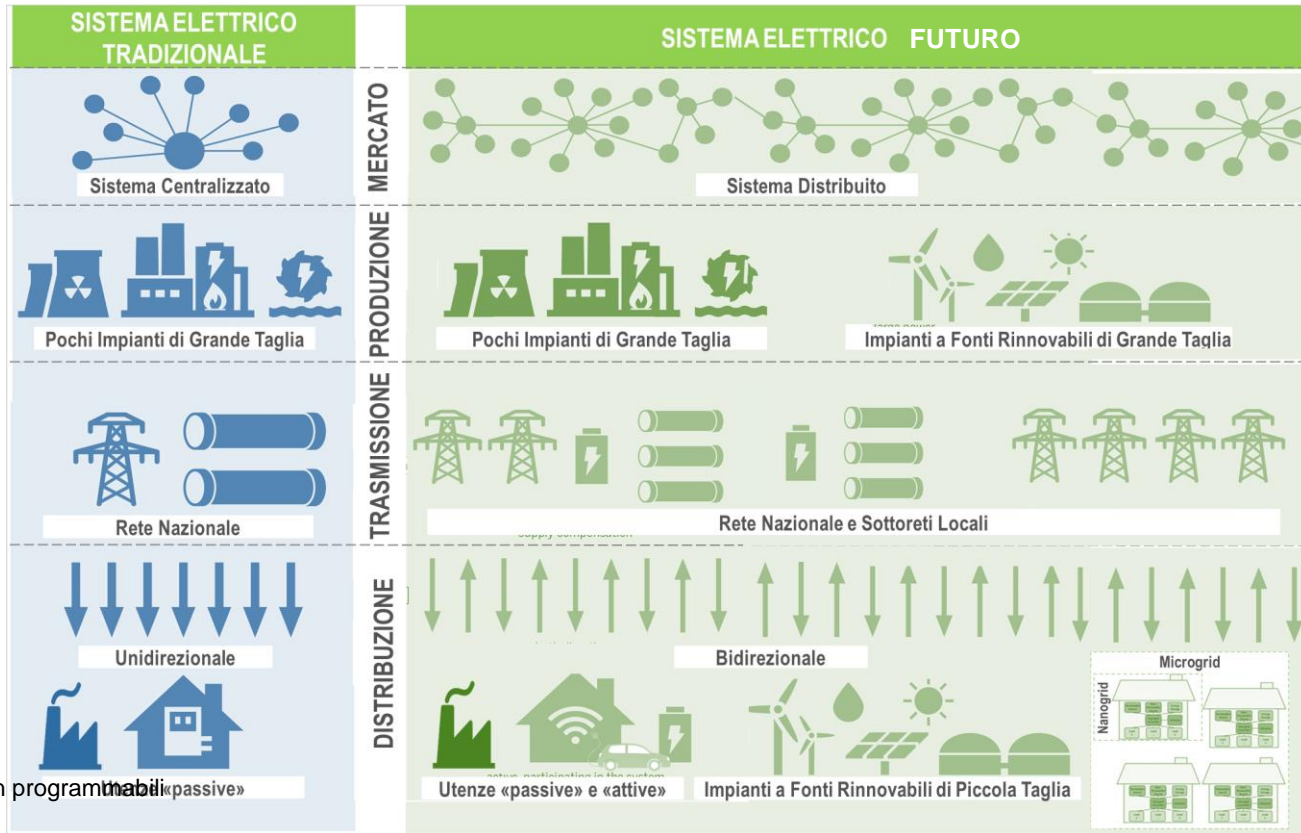 SISTEMA ELETTRICO
TRADIZIONALE
SISTEMA ELETTRICO FUTURO
MERCATO
Sistema Centralizzato
Sistema Distribuito
PRODUZIONE
Pochi Impianti di Grande Taglia
Pochi Impianti di Grande Taglia
Impianti a Fonti Rinnovabili di Grande Taglia
TRASMISSIONE
Rete Nazionale
Rete Nazionale e Sottoreti Locali
DISTRIBUZIONE
Unidirezionale
Bidirezionale
Microgrid
Nanogrid
programmabili
Utenze «passive»
Utenze «passive» e «attive»
Impianti a Fonti Rinnovabili di Piccola Taglia